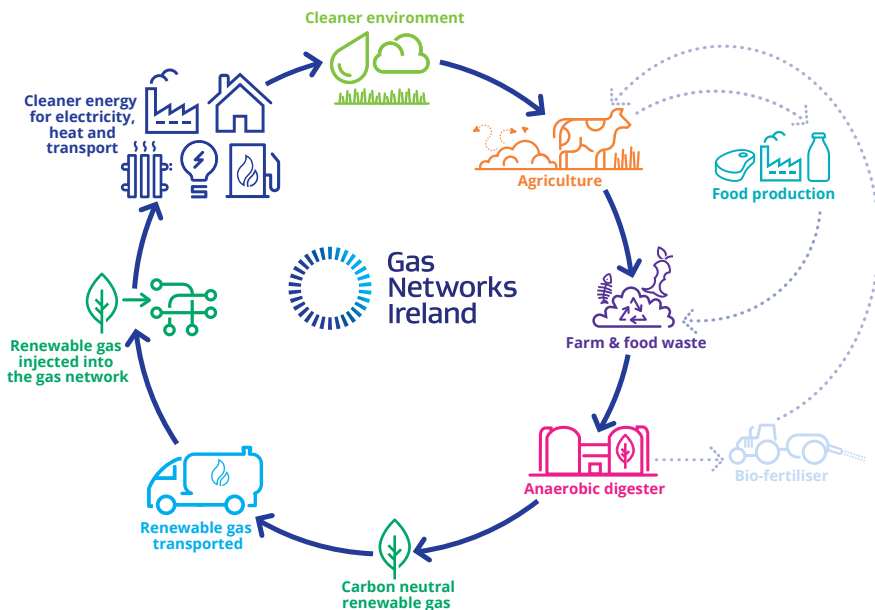 Cleaner environment
Cleaner energy
for electricity,
heat and
transport
Agriculture
Food production
Gas
Networks
Ireland
Farm & food waste
Renewable gas
injected into
the gas network
Anaerobic digester
Bio-fertiliser
Renewable gas
transported
Carbon neutral
renewable gas